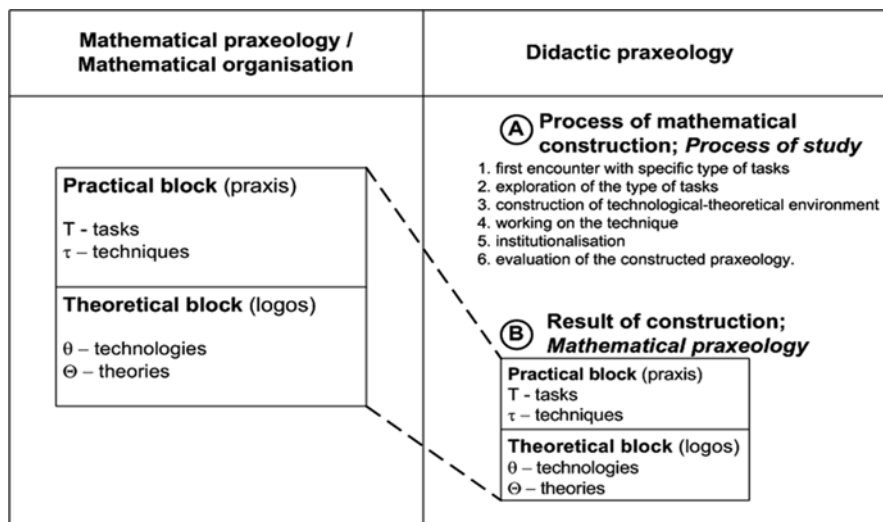 Mathematical praxeology /
Mathematical organisation
Didactic praxeology
Practical block (praxis)
T - tasks
τ – techniques
Theoretical block (logos)
θ – technologies
Θ – theories
A Process of mathematical
construction; Process of study
1. first encounter with specific type of tasks
2. exploration of the type of tasks
3. construction of technological-theoretical environment
4. working on the technique
5. institutionalisation
6. evaluation of the constructed praxeology.
B Result of construction;
Mathematical praxeology
Practical block (praxis)
T - tasks
τ – techniques
Theoretical block (logos)
θ – technologies
Θ – theories